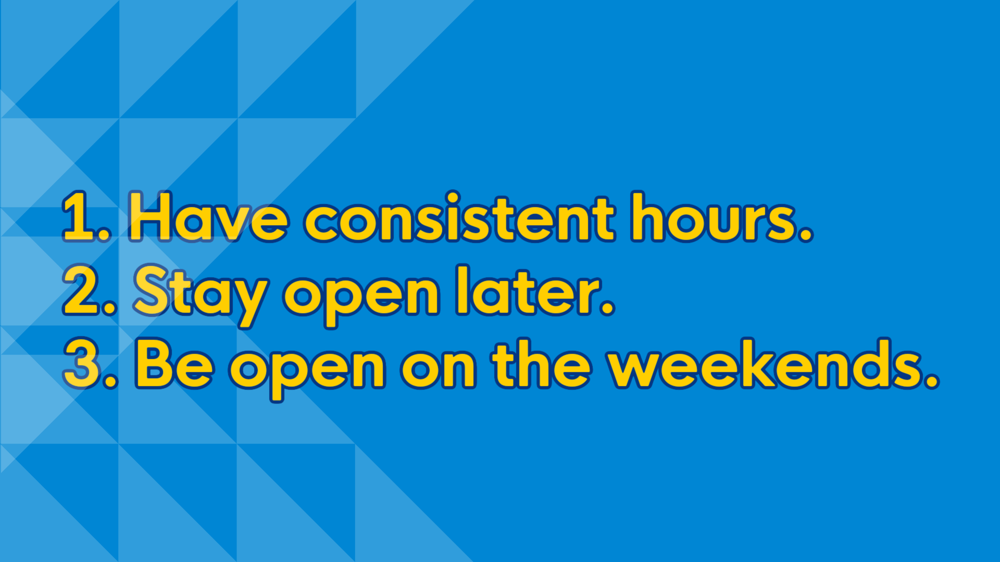 1. Have consistent hours.
2. Stay open later.
3. Be open on the weekends.